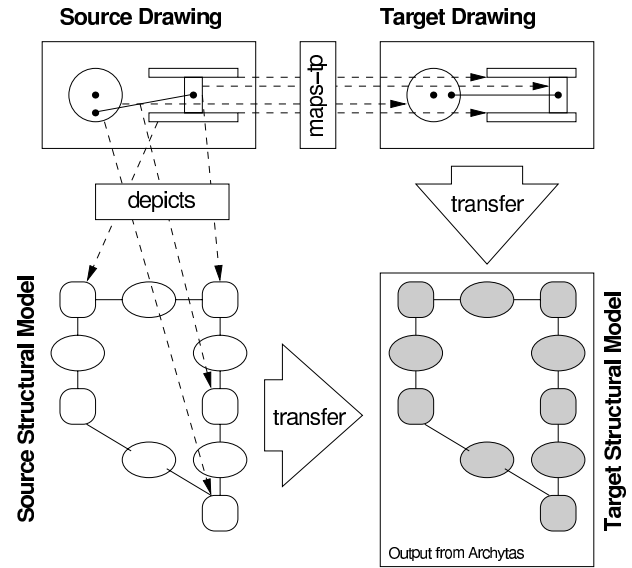 Source Drawing
Target Drawing
maps-tp
depicts
transfer
Source Structural Model
transfer
Target Structural Model
Output from Archytas